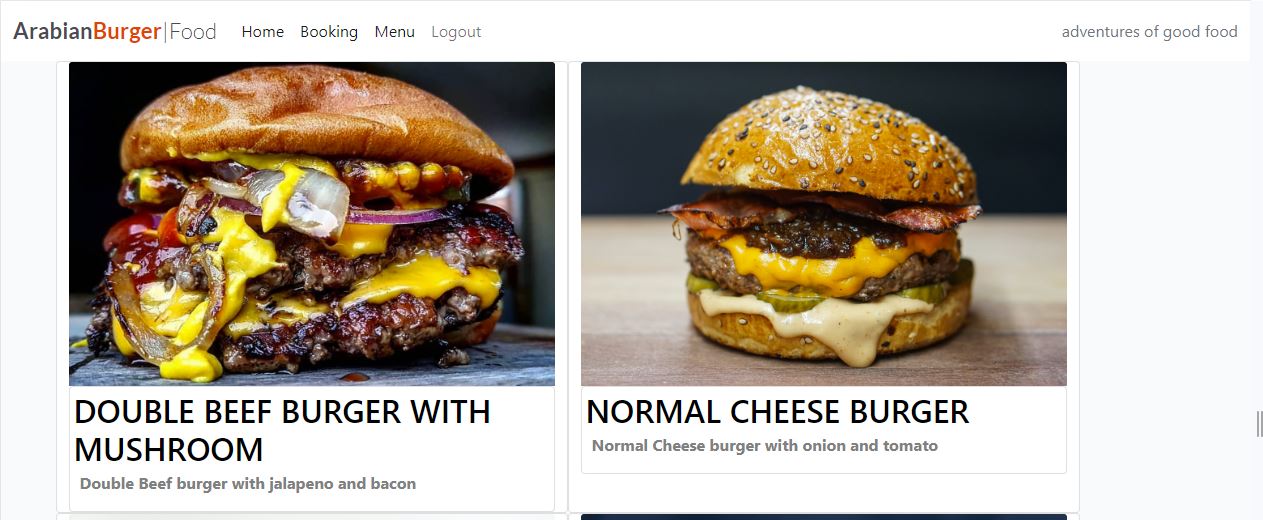 ArabianBurger|Food Home Booking Menu Logout adventures of good food
DOUBLE BEEF BURGER WITH
MUSHROOM
Double Beef burger with jalapeno and bacon
NORMAL CHEESE BURGER
Normal Cheese burger with onion and tomato